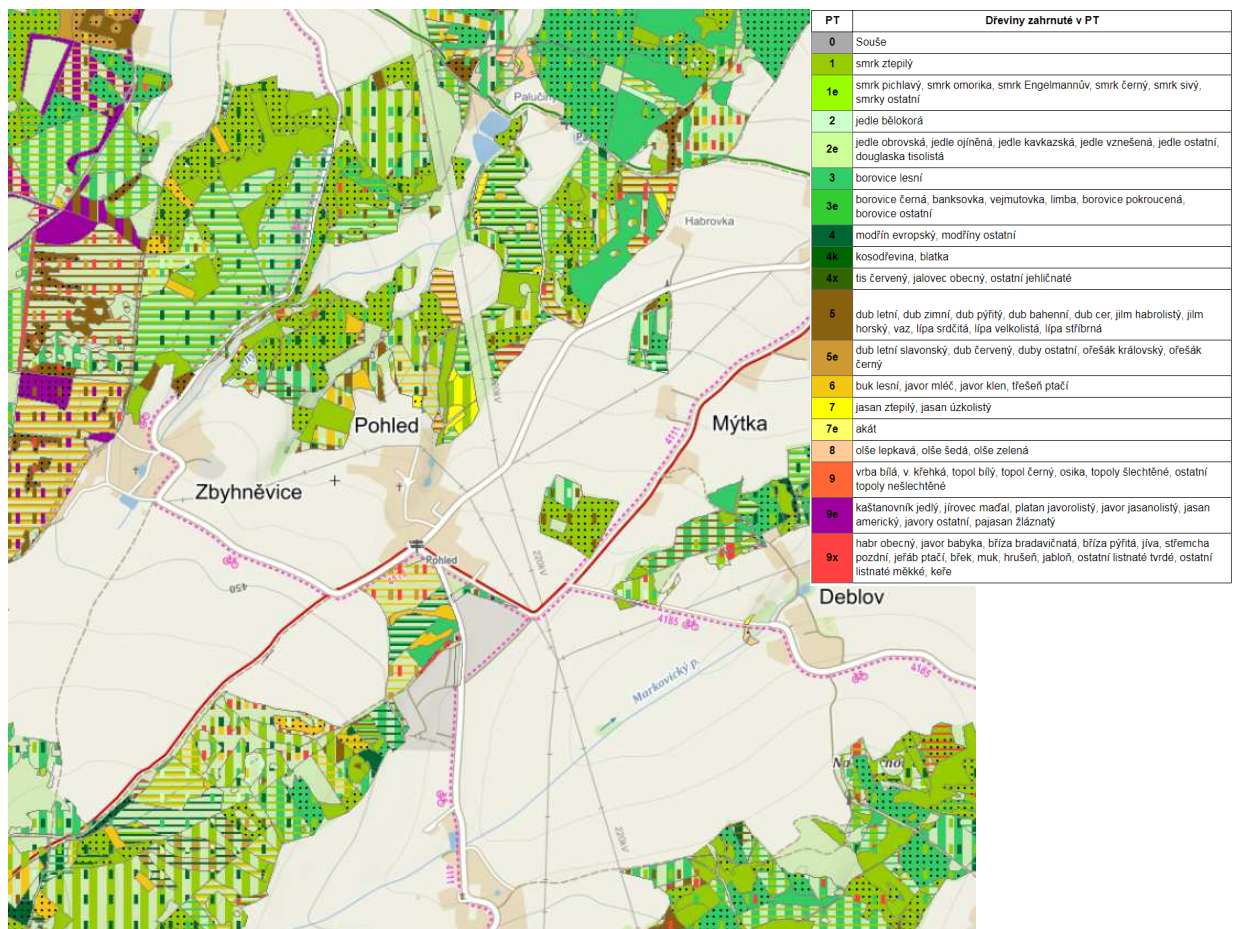 PT Dřeviny zahrnuté v PT
0 Souše
1 smrk ztepilý
1e smrk pichlavý, smrk omorika, smrk Engelmannův, smrk černý, smrk sivý,
smrky ostatní
2 jedle bělokorá
2e jedle obrovská, jedle ojíněná, jedle kavkazská, jedle vznešená, jedle ostatní,
douglaska tisolistá
3 borovice lesní
3e borovice černá, banksovka, vejmutovka, limba, borovice pokroucená,
borovice ostatní
4 modřín evropský, modříny ostatní
4k kosodřevina, blatka
4x tis červený, jalovec obecný, ostatní jehličnaté
5 dub letní, dub zimní, dub pýřitý, dub bahenní, dub cer, jilm habrolistý, jilm
horský, vaz, lípa srdčitá, lípa velkolistá, lípa stříbrná
5e dub letní slavonský, dub červený, duby ostatní, ořešák královský, ořešák
černý
6 buk lesní, javor mléč, javor klen, třešeň ptačí
7 jasan ztepilý, jasan úzkolistý
7e akát
8 olše lepkavá, olše šedá, olše zelená
9 vrba bílá, v. křehká, topol bílý, topol černý, osika, topoly šlechtěné, ostatní
topoly nešlechtěné
9e kaštanovník jedlý, jírovec maďal, platan javorolistý, javor jasanolistý, jasan
americký, javory ostatní, pajasan žláznatý
9x habr obecný, javor babyka, bříza bradavičnatá, bříza pýřitá, jíva, střemcha
pozdní, jeřáb ptačí, břek, muk, hrušeň, jabloň, ostatní listnaté tvrdé, ostatní
listnaté měkké, keře
Palučiny
Habrovka
220kV
Pohled
Mýtka
4111
Zbyhněvice
Pohled
220kV
450
Deblov
4185
4185
Markovický p.
220kV
4111